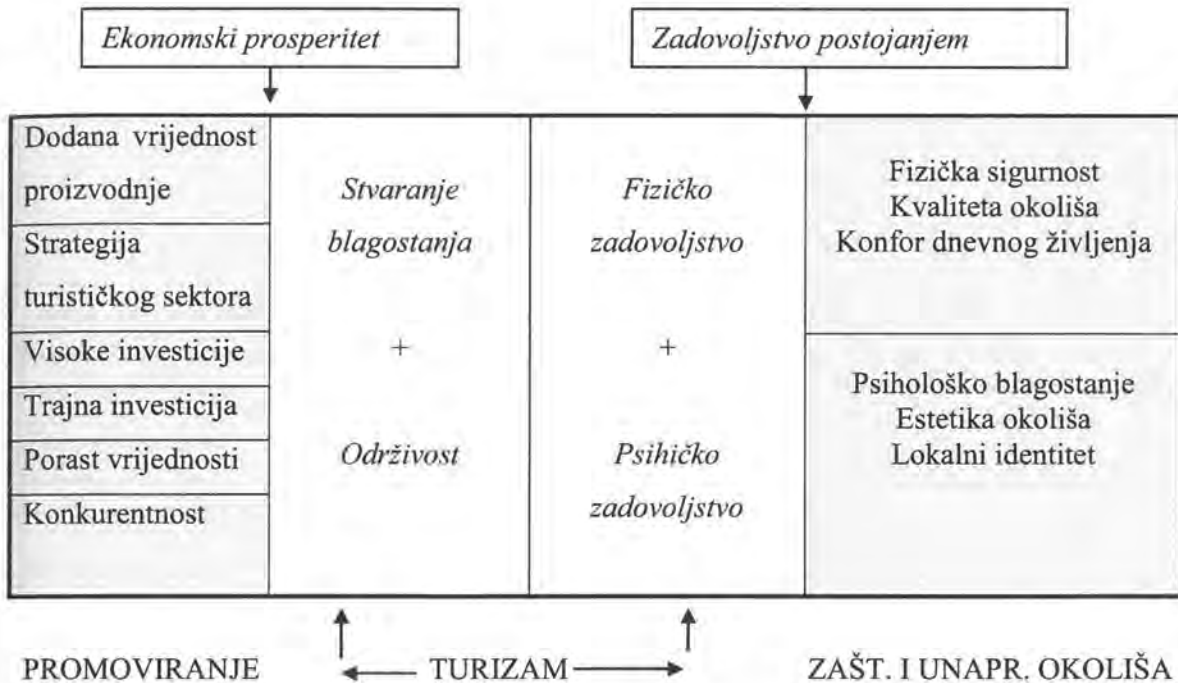 Ekonomski prosperitet
Zadovoljstvo postojanjem
Dodana vrijednost
proizvodnje
Strategija
turističkog sektora
Visoke investicije
Trajna investicija
Porast vrijednosti
Konkurentnost
Stvaranje
blagostanja
+
Održivost
Fizičko
zadovoljstvo
+
Psihičko
zadovoljstvo
Fizička sigurnost
Kvaliteta okoliša
Konfor dnevnog življenja
Psihološko blagostanje
Estetika okoliša
Lokalni identitet
PROMOVIRANJE
TURIZAM
ZAŠT. I UNAPR. OKOLIŠA